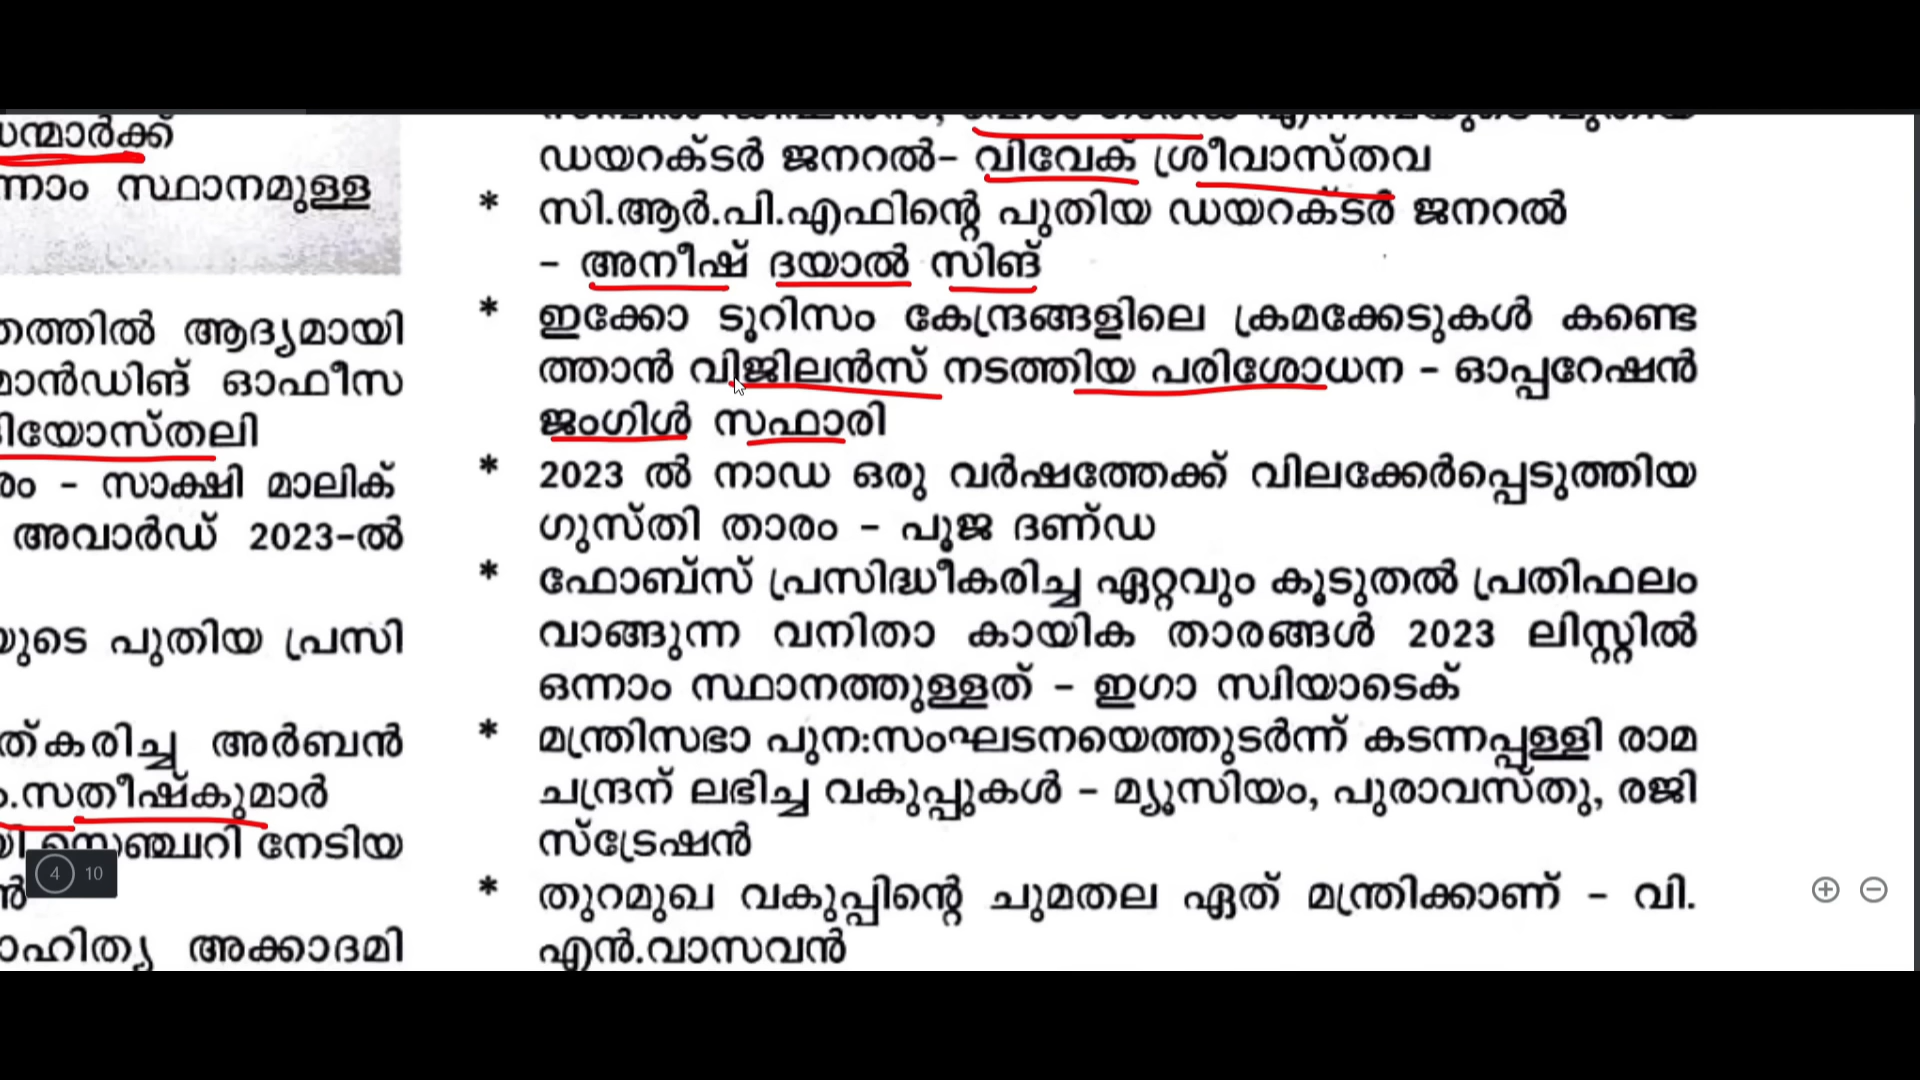 ന്മാർക്ക്
ന്നാം സ്ഥാനമുള്ള
തത്തിൽ ആദ്യമായി
മാൻഡിങ് ഓഫീസ
ിയോസ്തലി
രം - സാക്ഷി മാലിക്
അവാർഡ് 2023-ൽ
യുടെ പുതിയ പ്രസി
ത്കരിച്ച അർബൻ
.സതീഷ്കുമാർ
യി സെഞ്ച്വറി നേടിയ
ൻ
ാഹിത്യ അക്കാദമി
ഡയറക്ടർ ജനറൽ- വിവേക് ശ്രീവാസ്തവ
* സി.ആർ.പി.എഫിന്റെ പുതിയ ഡയറക്ടർ ജനറൽ
- അനീഷ് ദയാൽ സിങ്
* ഇക്കോ ടൂറിസം കേന്ദ്രങ്ങളിലെ ക്രമക്കേടുകൾ കണ്ടെ
ത്താൻ വിജിലൻസ് നടത്തിയ പരിശോധന - ഓപ്പറേഷൻ
ജംഗിൾ സഫാരി
* 2023 ൽ നാഡ ഒരു വർഷത്തേക്ക് വിലക്കേർപ്പെടുത്തിയ
ഗുസ്തി താരം - പൂജ ദണ്ഡ
* ഫോബ്സ് പ്രസിദ്ധീകരിച്ച ഏറ്റവും കൂടുതൽ പ്രതിഫലം
വാങ്ങുന്ന വനിതാ കായിക താരങ്ങൾ 2023 ലിസ്റ്റിൽ
ഒന്നാം സ്ഥാനത്തുള്ളത് - ഇഗാ സ്വിയാടെക്
* മന്ത്രിസഭാ പുന:സംഘടനയെത്തുടർന്ന് കടന്നപ്പള്ളി രാമ
ചന്ദ്രന് ലഭിച്ച വകുപ്പുകൾ - മ്യൂസിയം, പുരാവസ്തു, രജി
സ്ട്രേഷൻ
* തുറമുഖ വകുപ്പിന്റെ ചുമതല ഏത് മന്ത്രിക്കാണ് - വി.
എൻ.വാസവൻ
4 10